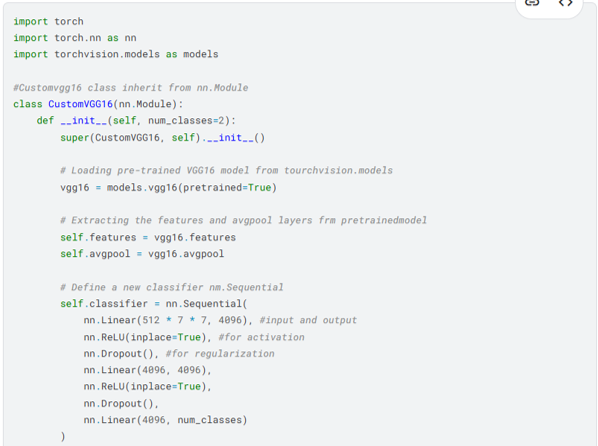 import torch
import torch.nn as nn
import torchvision.models as models
#Customvgg16 class inherit from nn.Module
class CustomVGG16(nn.Module):
def __init__(self, num_classes=2):
super(CustomVGG16, self).__init__()
# Loading pre-trained VGG16 model from tourchvision.models
vgg16 = models.vgg16(pretrained=True)
# Extracting the features and avgpool layers frm pretrainedmodel
self.features = vgg16.features
self.avgpool = vgg16.avgpool
# Define a new classifier nm.Sequential
self.classifier = nn.Sequential(
nn.Linear(512 * 7 * 7, 4096), #input and output
nn.ReLU(inplace=True), #for activation
nn.Dropout(), #for regularization
nn.Linear(4096, 4096),
nn.ReLU(inplace=True),
nn.Dropout(),
nn.Linear(4096, num_classes)
)